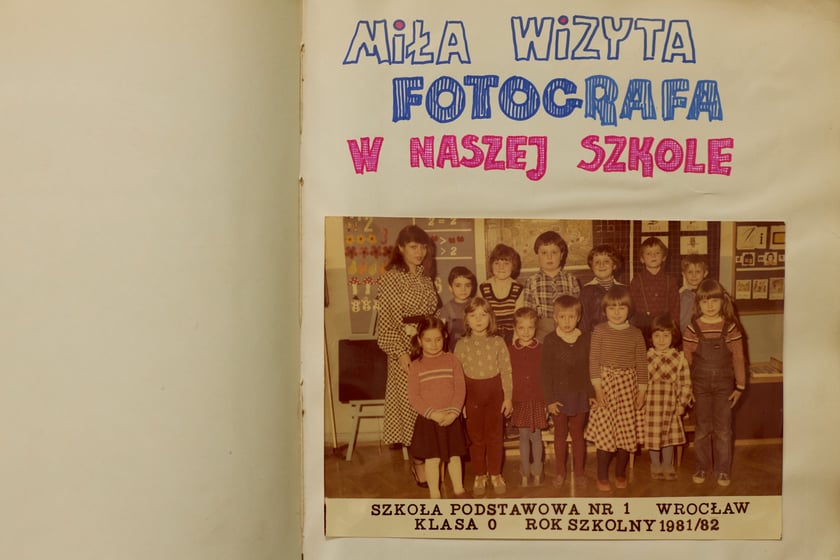 MiŁA WiZYTA
FOTOGRAFA
W NASZEJ SZKOLE
SZKOŁA PODSTAWOWA NR 1 WROCŁAW
KLASA 0 ROK SZKOLNY 1981/82